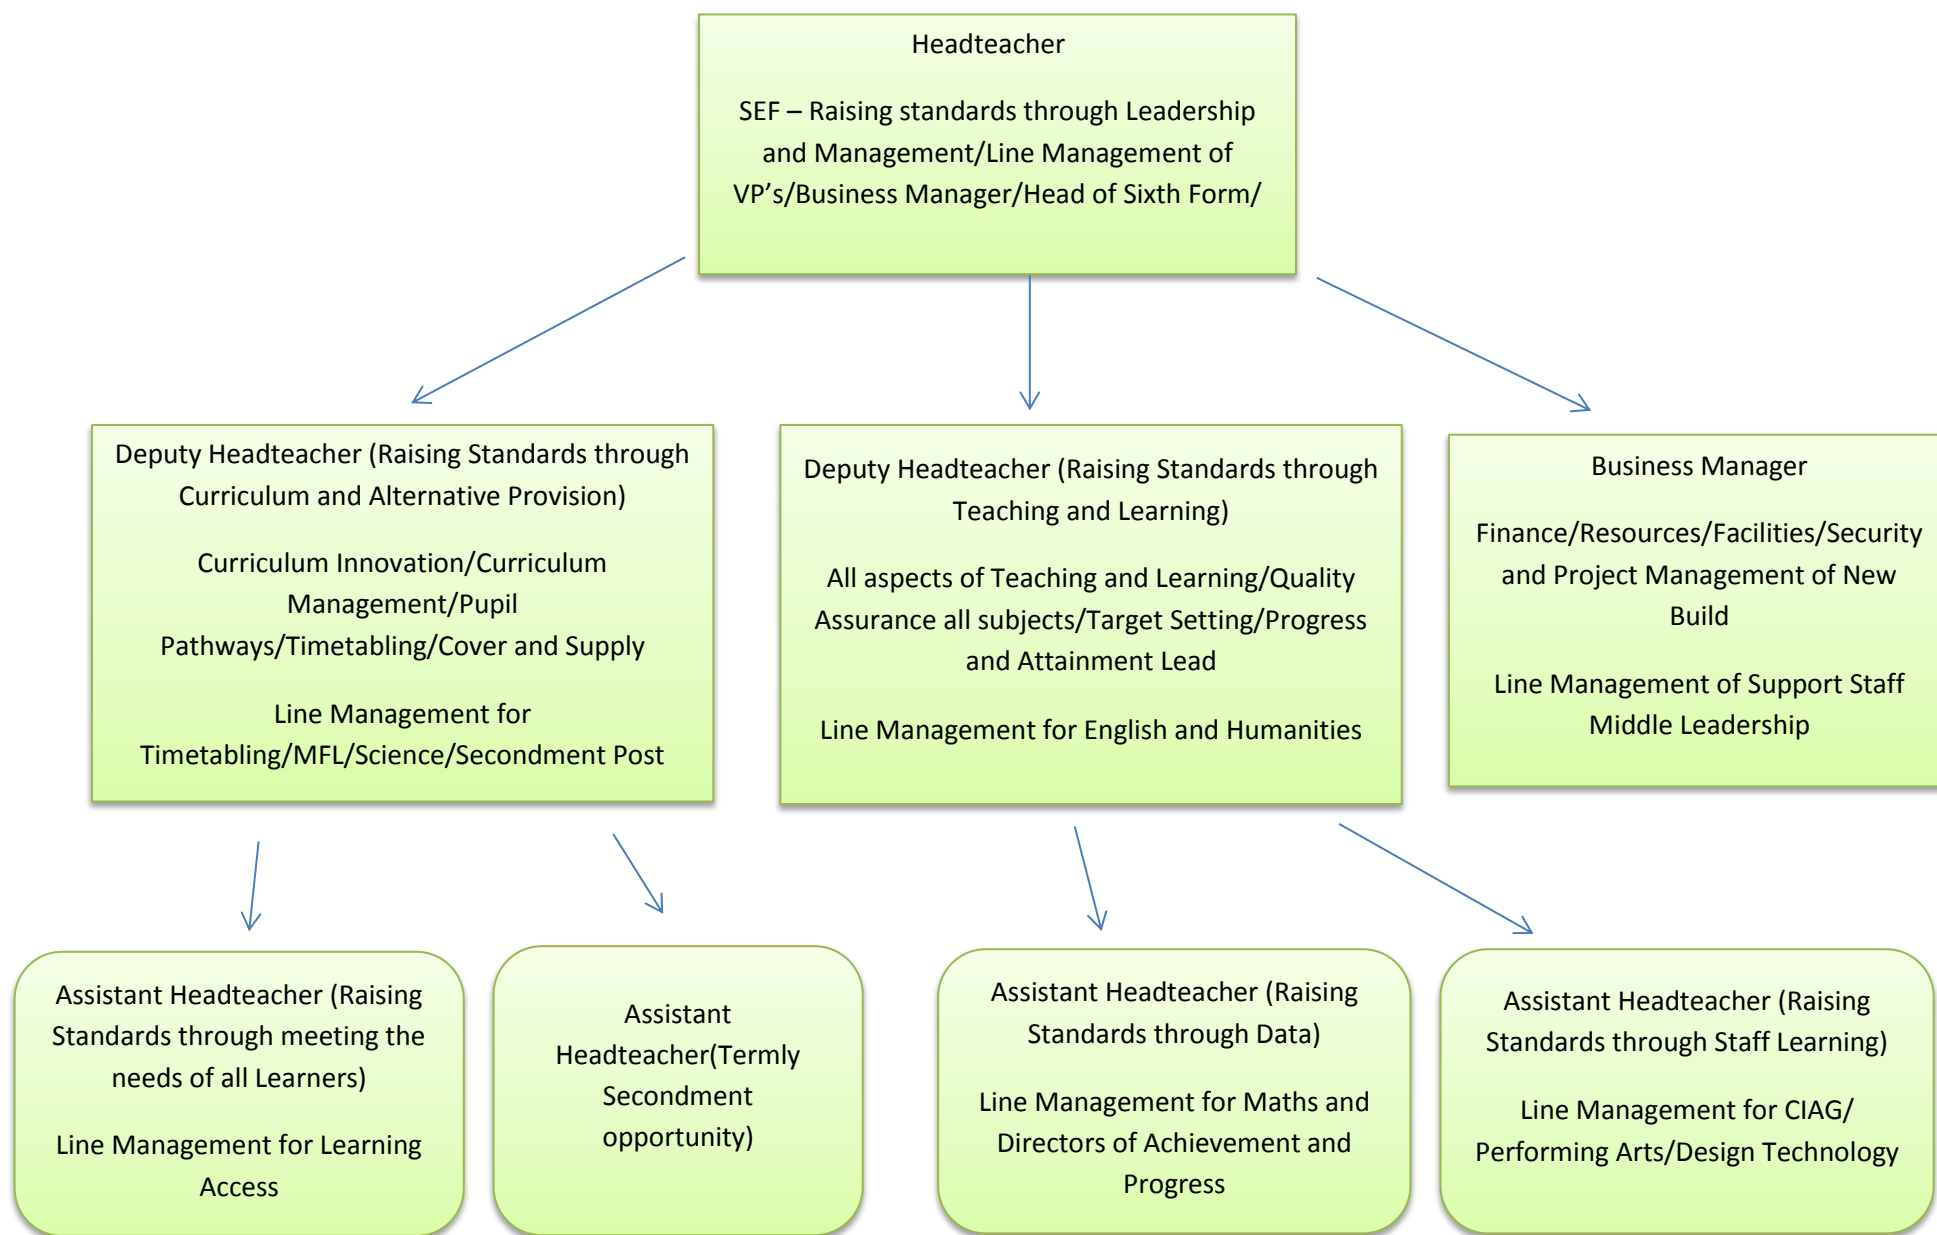 Headteacher
SEF – Raising standards through Leadership
and Management/Line Management of
VP’s/Business Manager/Head of Sixth Form/
Deputy Headteacher (Raising Standards through
Curriculum and Alternative Provision)
Curriculum Innovation/Curriculum
Management/Pupil
Pathways/Timetabling/Cover and Supply
Line Management for
Timetabling/MFL/Science/Secondment Post
Deputy Headteacher (Raising Standards through
Teaching and Learning)
All aspects of Teaching and Learning/Quality
Assurance all subjects/Target Setting/Progress
and Attainment Lead
Line Management for English and Humanities
Business Manager
Finance/Resources/Facilities/Security
and Project Management of New
Build
Line Management of Support Staff
Middle Leadership
Assistant Headteacher (Raising
Standards through meeting the
needs of all Learners)
Line Management for Learning
Access
Assistant
Headteacher(Termly
Secondment
opportunity)
Assistant Headteacher (Raising
Standards through Data)
Line Management for Maths and
Directors of Achievement and
Progress
Assistant Headteacher (Raising
Standards through Staff Learning)
Line Management for CIAG/
Performing Arts/Design Technology